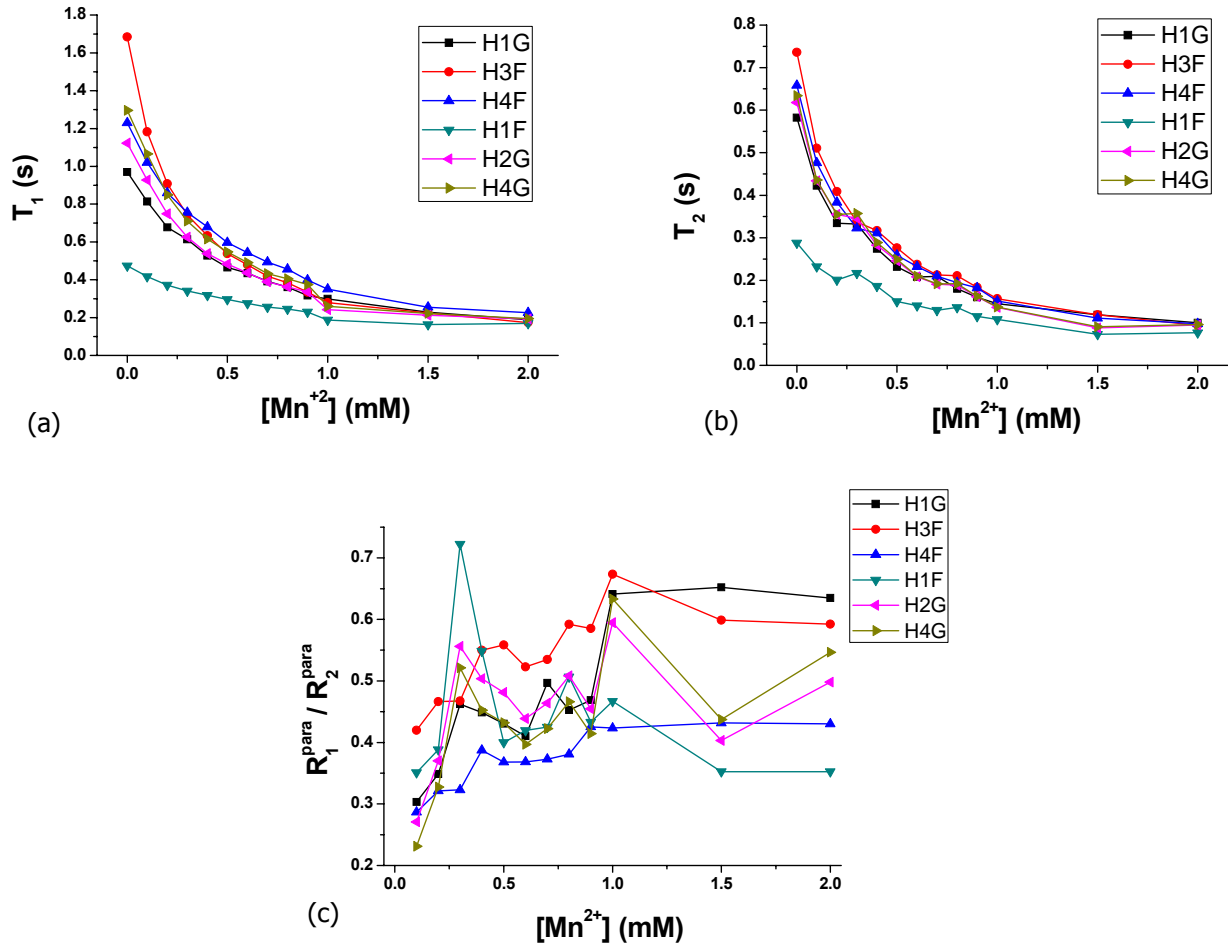 1.8
1.6
1.4
1.2
1.0
0.8
0.6
0.4
0.2
0.0
T1 (s)
0.0 0.5 1.0 1.5 2.0
[Mn+2] (mM)
H1G
H3F
H4F
H1F
H2G
H4G
(a)
0.8
0.7
0.6
0.5
0.4
0.3
0.2
0.1
0.0
T2 (s)
0.0 0.5 1.0 1.5 2.0
[Mn2+] (mM)
H1G
H3F
H4F
H1F
H2G
H4G
(b)
0.7
0.6
0.5
0.4
0.3
0.2
R1para / R2para
0.0 0.5 1.0 1.5 2.0
[Mn2+] (mM)
H1G
H3F
H4F
H1F
H2G
H4G
(c)